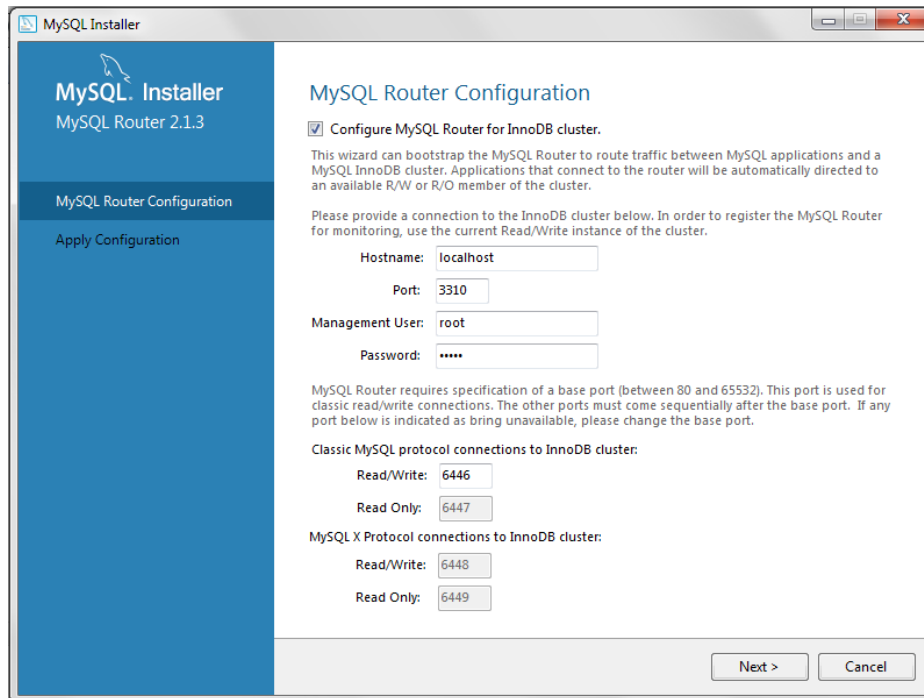 MySQL Installer
MySQL. Installer
MySQL Router 2.1.3
MySQL Router Configuration
Apply Configuration
MySQL Router Configuration
Configure MySQL Router for InnoDB cluster.
This wizard can bootstrap the MySQL Router to route traffic between MySQL applications and a
MySQL InnoDB cluster. Applications that connect to the router will be automatically directed to
an available R/W or R/O member of the cluster.
Please provide a connection to the InnoDB cluster below. In order to register the MySQL Router
for monitoring, use the current Read/Write instance of the cluster.
Hostname: localhost
Port: 3310
Management User: root
Password: •••••
MySQL Router requires specification of a base port (between 80 and 65532). This port is used for
classic read/write connections. The other ports must come sequentially after the base port. If any
port below is indicated as bring unavailable, please change the base port.
Classic MySQL protocol connections to InnoDB cluster:
Read/Write: 6446
Read Only: 6447
MySQL X Protocol connections to InnoDB cluster:
Read/Write: 6448
Read Only: 6449
Next > Cancel